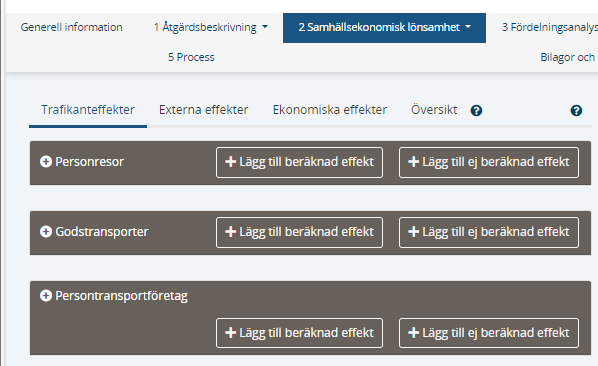 Generell information
1 Åtgärdsbeskrivning
2 Samhällsekonomisk lönsamhet
3 Fördelningsanalys
5 Process
Bilagor och
Trafikanteffekter Externa effekter Ekonomiska effekter Översikt ? ?
Personresor + Lägg till beräknad effekt + Lägg till ej beräknad effekt
Godstransporter + Lägg till beräknad effekt + Lägg till ej beräknad effekt
Persontransportföretag
+ Lägg till beräknad effekt + Lägg till ej beräknad effekt